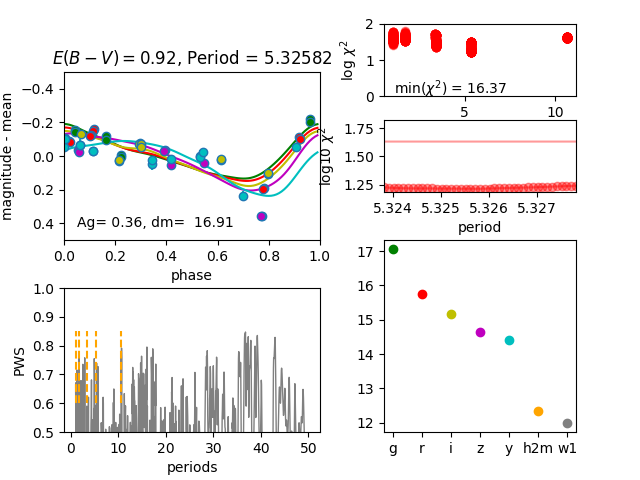 E(B − V) = 0.92, Period = 5.32582
magnitude - mean
−0.4
−0.2
0.0
0.2
0.4
Ag= 0.36, dm=  16.91
0.0 0.2 0.4 0.6 0.8 1.0
phase
log χ²
2
1
0
min(χ²) = 16.37
5 10
log10 χ²
1.75
1.50
1.25
5.324 5.325 5.326 5.327
period
PWS
1.0
0.9
0.8
0.7
0.6
0.5
0 10 20 30 40 50
periods
17
16
15
14
13
12
g r i z y h2m w1